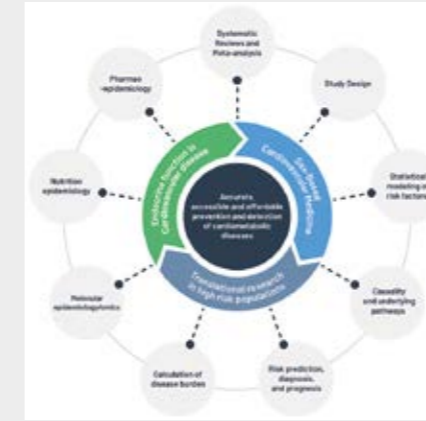 Systematic
Reviews and
Meta-analysis
Study Design
Statistical
modeling of
risk factors
Causality
and underlying
pathways
Risk prediction,
diagnosis,
and prognosis
Calculation of
disease burden
Molecular
epidemiology/omics
Nutrition
epidemiology
Pharmaco
-epidemiology
Endocrine function in
Cardiovascular disease
Sex-based
Cardiovascular Medicine
Translational research
in high risk populations
Accurate,
accessible and affordable
prevention and detection
of cardiometabolic
diseases